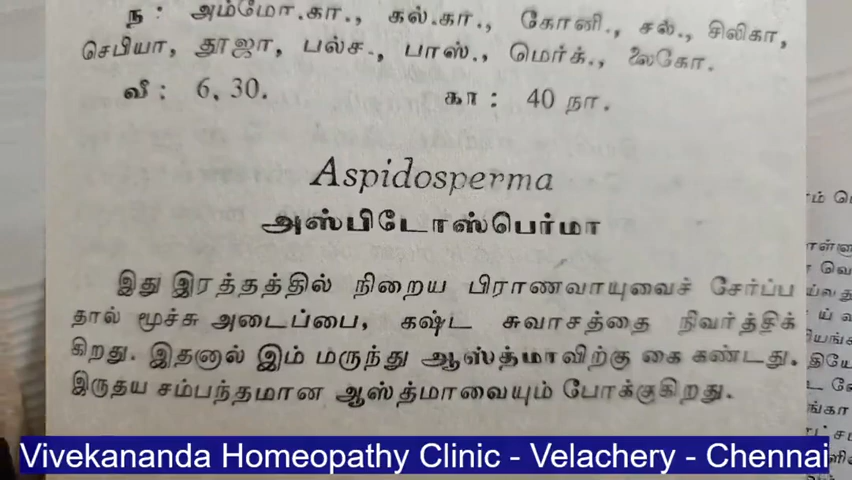 ந : அம்மோ.கா., கல்.கா., கோனி., சல்., சிலிகா,
செபியா, தூஜா, பல்ச., பாஸ்., மெர்க்., லைகோ.
வீ : 6, 30. கா : 40 நா.
Aspidosperma
அஸ்பிடோஸ்பெர்மா
இது இரத்தத்தில் நிறைய பிராணவாயுவைச் சேர்ப்ப
தால் மூச்சு அடைப்பை, கஷ்ட சுவாசத்தை நிவர்த்திக்
கிறது. இதனால் இம் மருந்து ஆஸ்த்மாவிற்கு கை கண்டது.
இருதய சம்பந்தமான ஆஸ்த்மாவையும் போக்குகிறது.
Vivekananda Homeopathy Clinic - Velachery - Chennai